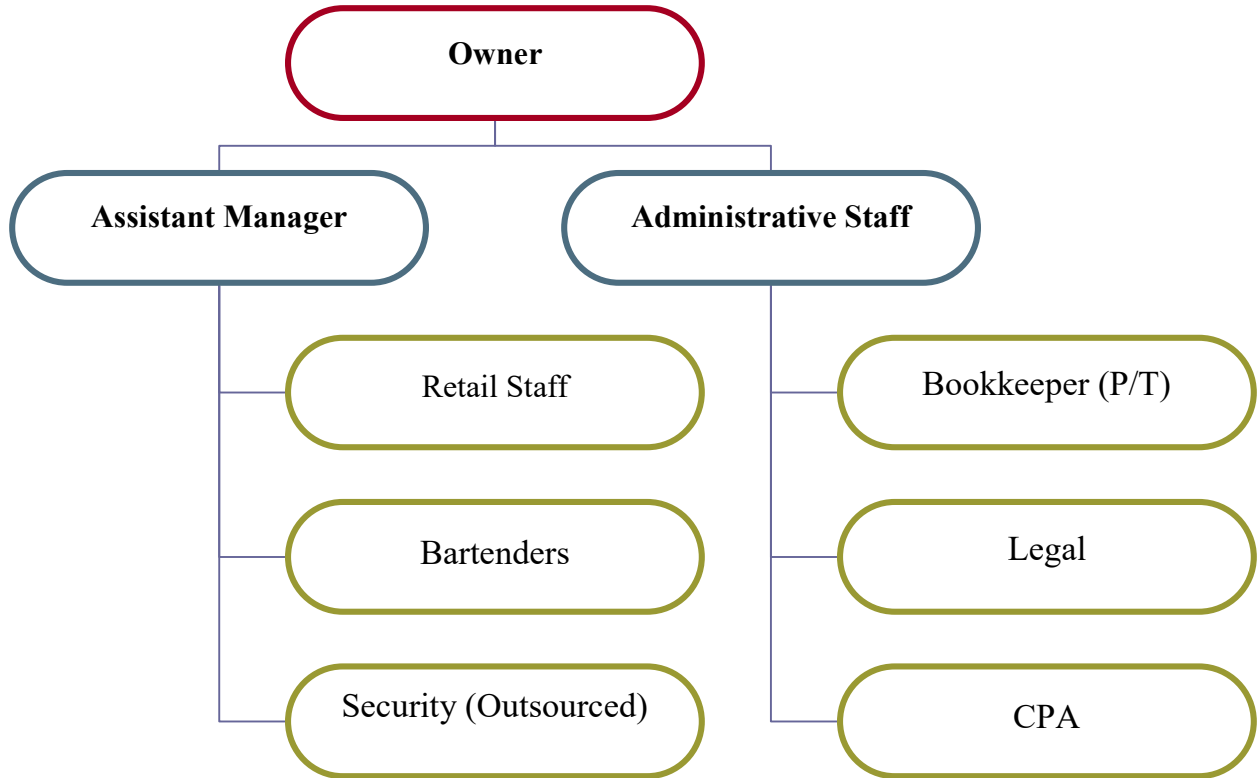 Owner
Assistant Manager
Administrative Staff
Retail Staff
Bookkeeper (P/T)
Bartenders
Legal
Security (Outsourced)
CPA